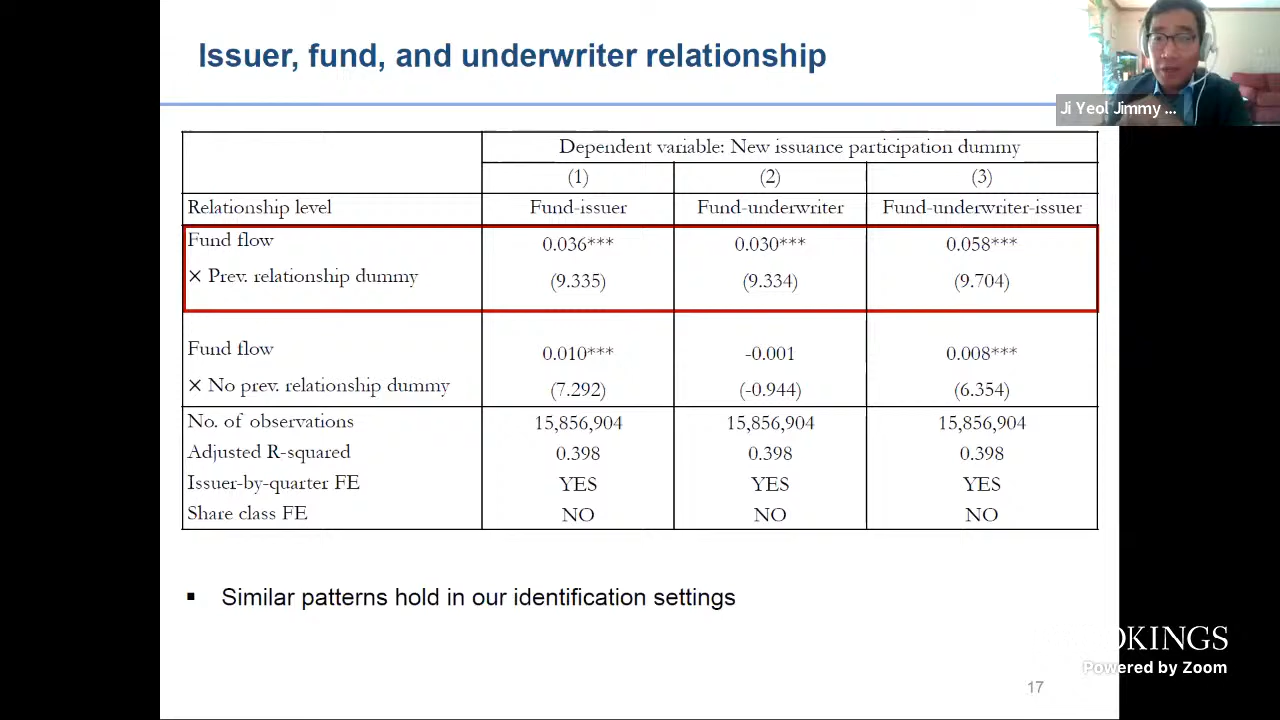 Issuer, fund, and underwriter relationship
Ji Yeol Jimmy ...
Dependent variable: New issuance participation dummy
(1) (2) (3)
Relationship level Fund-issuer Fund-underwriter Fund-underwriter-issuer
Fund flow 0.036*** 0.030*** 0.058***
× Prev. relationship dummy (9.335) (9.334) (9.704)
Fund flow 0.010*** -0.001 0.008***
× No prev. relationship dummy (7.292) (-0.944) (6.354)
No. of observations 15,856,904 15,856,904 15,856,904
Adjusted R-squared 0.398 0.398 0.398
Issuer-by-quarter FE YES YES YES
Share class FE NO NO NO
▪ Similar patterns hold in our identification settings
OKINGS
Powered by Zoom
17